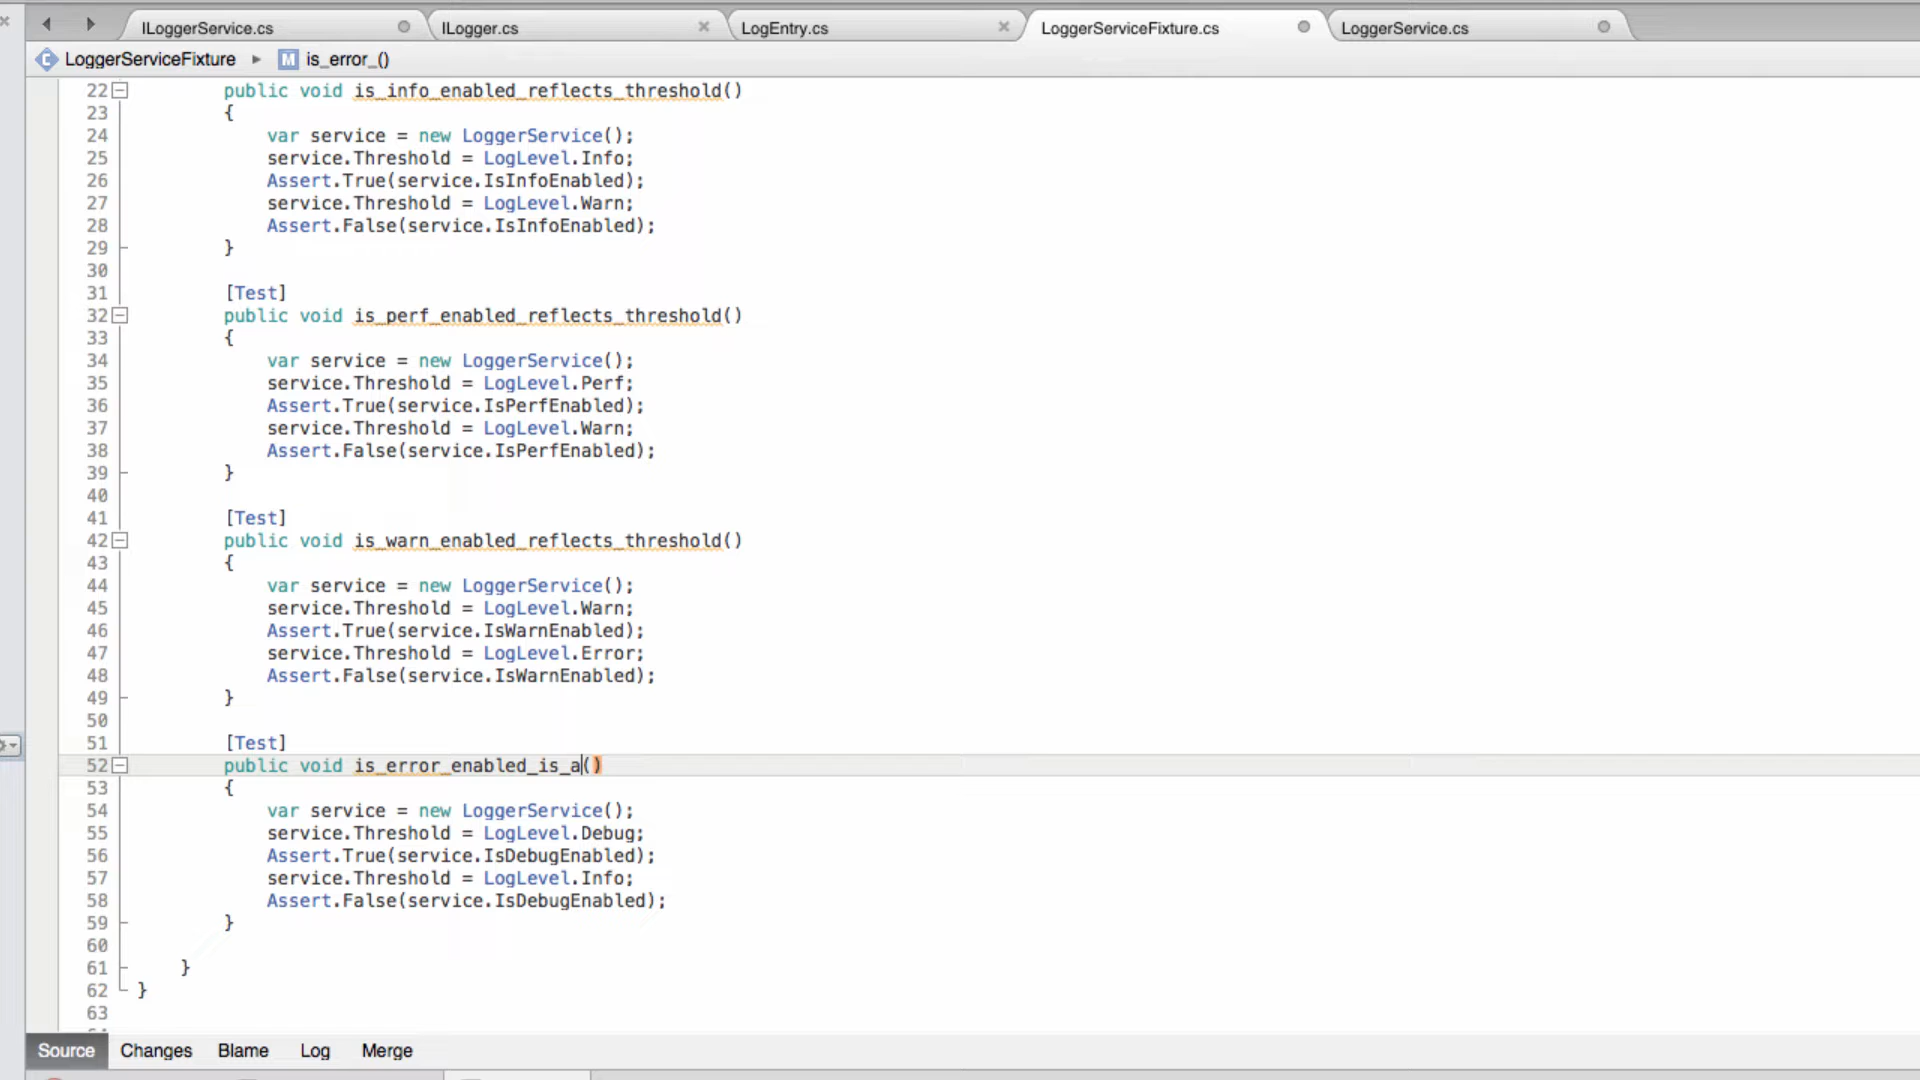 ILoggerService.cs ILogger.cs LogEntry.cs LoggerServiceFixture.cs LoggerService.cs
LoggerServiceFixture M is_error_()
22 public void is_info_enabled_reflects_threshold()
23 {
24 var service = new LoggerService();
25 service.Threshold = LogLevel.Info;
26 Assert.True(service.IsInfoEnabled);
27 service.Threshold = LogLevel.Warn;
28 Assert.False(service.IsInfoEnabled);
29 }
30
31 [Test]
32 public void is_perf_enabled_reflects_threshold()
33 {
34 var service = new LoggerService();
35 service.Threshold = LogLevel.Perf;
36 Assert.True(service.IsPerfEnabled);
37 service.Threshold = LogLevel.Warn;
38 Assert.False(service.IsPerfEnabled);
39 }
40
41 [Test]
42 public void is_warn_enabled_reflects_threshold()
43 {
44 var service = new LoggerService();
45 service.Threshold = LogLevel.Warn;
46 Assert.True(service.IsWarnEnabled);
47 service.Threshold = LogLevel.Error;
48 Assert.False(service.IsWarnEnabled);
49 }
50
51 [Test]
52 public void is_error_enabled_is_a()
53 {
54 var service = new LoggerService();
55 service.Threshold = LogLevel.Debug;
56 Assert.True(service.IsDebugEnabled);
57 service.Threshold = LogLevel.Info;
58 Assert.False(service.IsDebugEnabled);
59 }
60
61 }
62 }
63
Source Changes Blame Log Merge